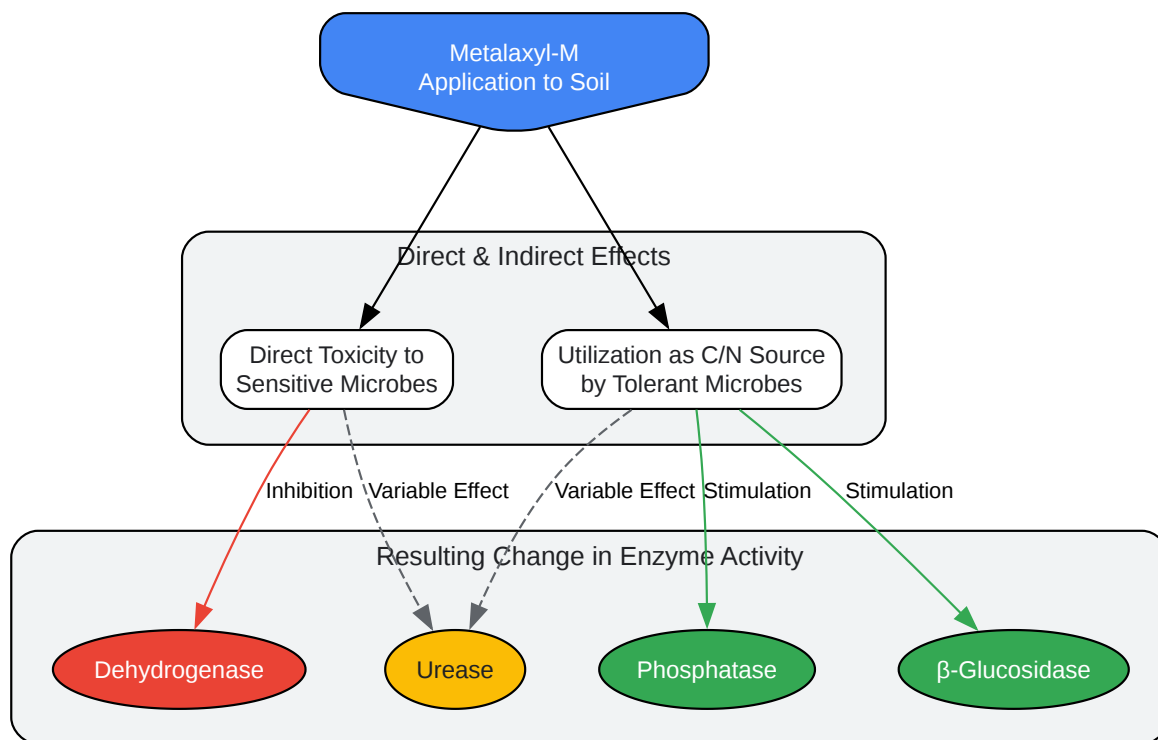 Metalaxyl-M
Application to Soil
Direct & Indirect Effects
Direct Toxicity to
Sensitive Microbes
Utilization as C/N Source
by Tolerant Microbes
Inhibition
Variable Effect
Variable Effect
Stimulation
Stimulation
Resulting Change in Enzyme Activity
Dehydrogenase
Urease
Phosphatase
β-Glucosidase